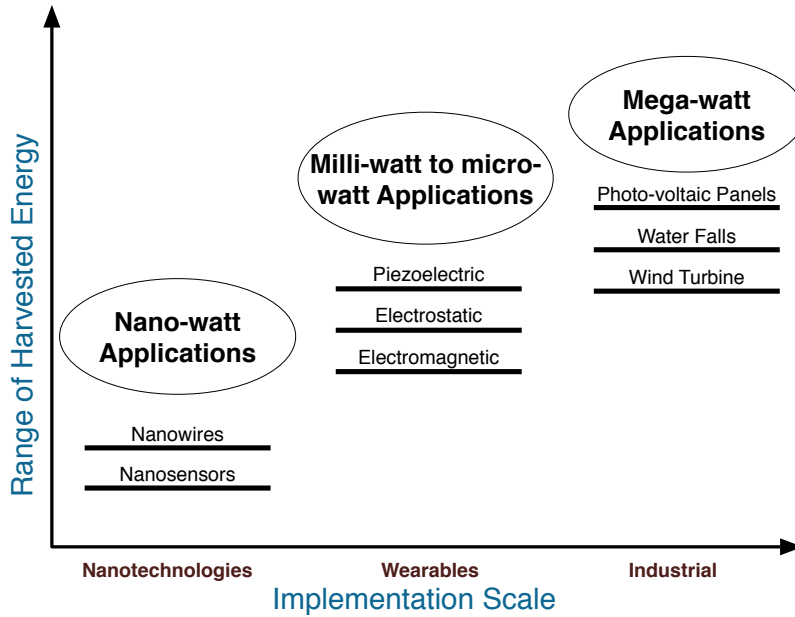 Range of Harvested Energy
Mega-watt
Applications
Photo-voltaic Panels
Water Falls
Wind Turbine
Milli-watt to micro-
watt Applications
Piezoelectric
Electrostatic
Electromagnetic
Nano-watt
Applications
Nanowires
Nanosensors
Nanotechnologies
Wearables
Industrial
Implementation Scale